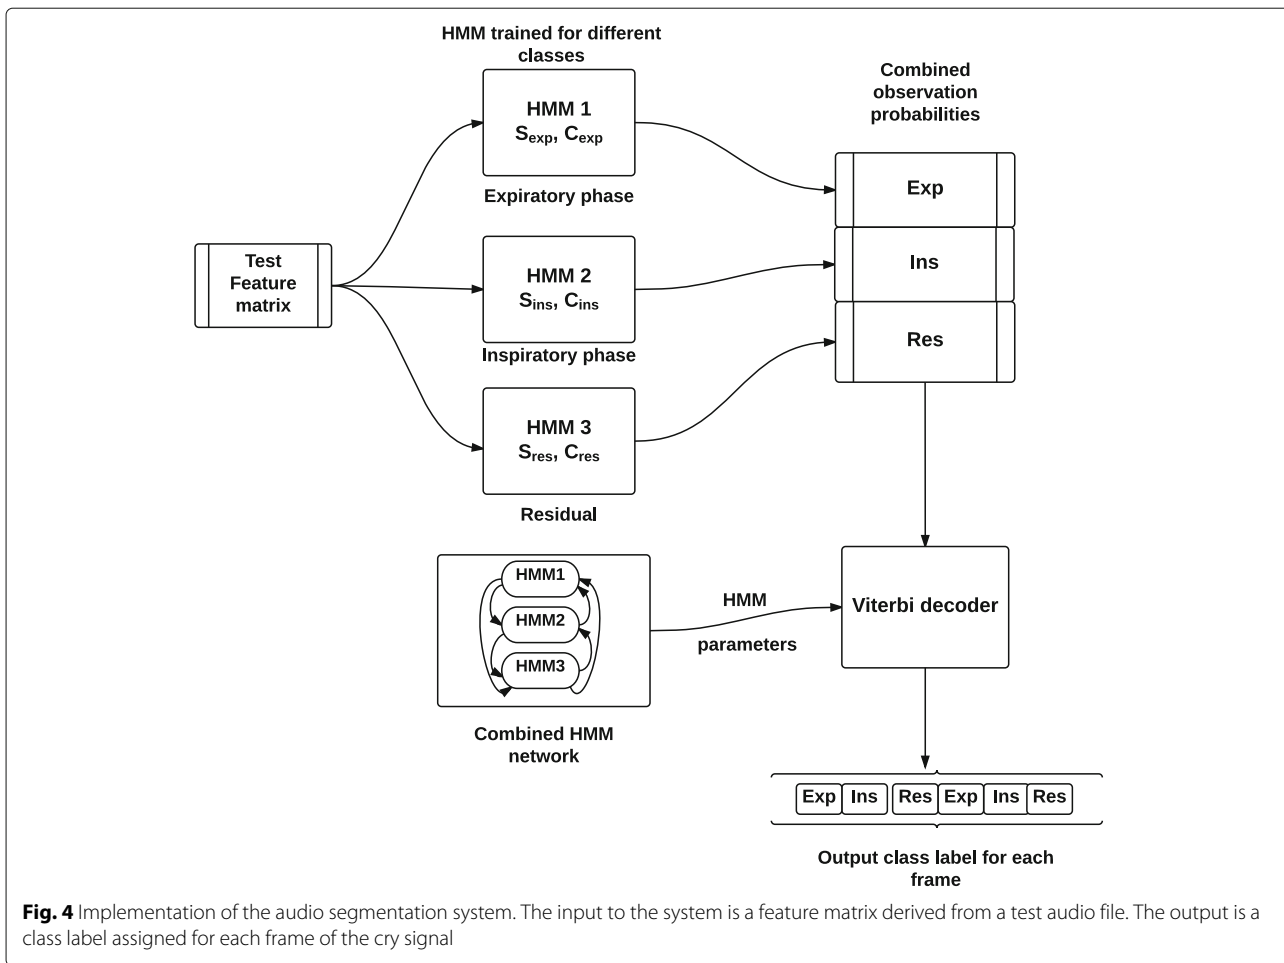 HMM trained for different
classes
HMM 1
Sexp, Cexp
Expiratory phase
Combined
observation
probabilities
Exp
Ins
Res
Test
Feature
matrix
HMM 2
Sins, Cins
Inspiratory phase
HMM 3
Sres, Cres
Residual
HMM1
HMM2
HMM3
Combined HMM
network
HMM
parameters
Viterbi decoder
Exp Ins Res Exp Ins Res
Output class label for each
frame
Fig. 4 Implementation of the audio segmentation system. The input to the system is a feature matrix derived from a test audio file. The output is a
class label assigned for each frame of the cry signal